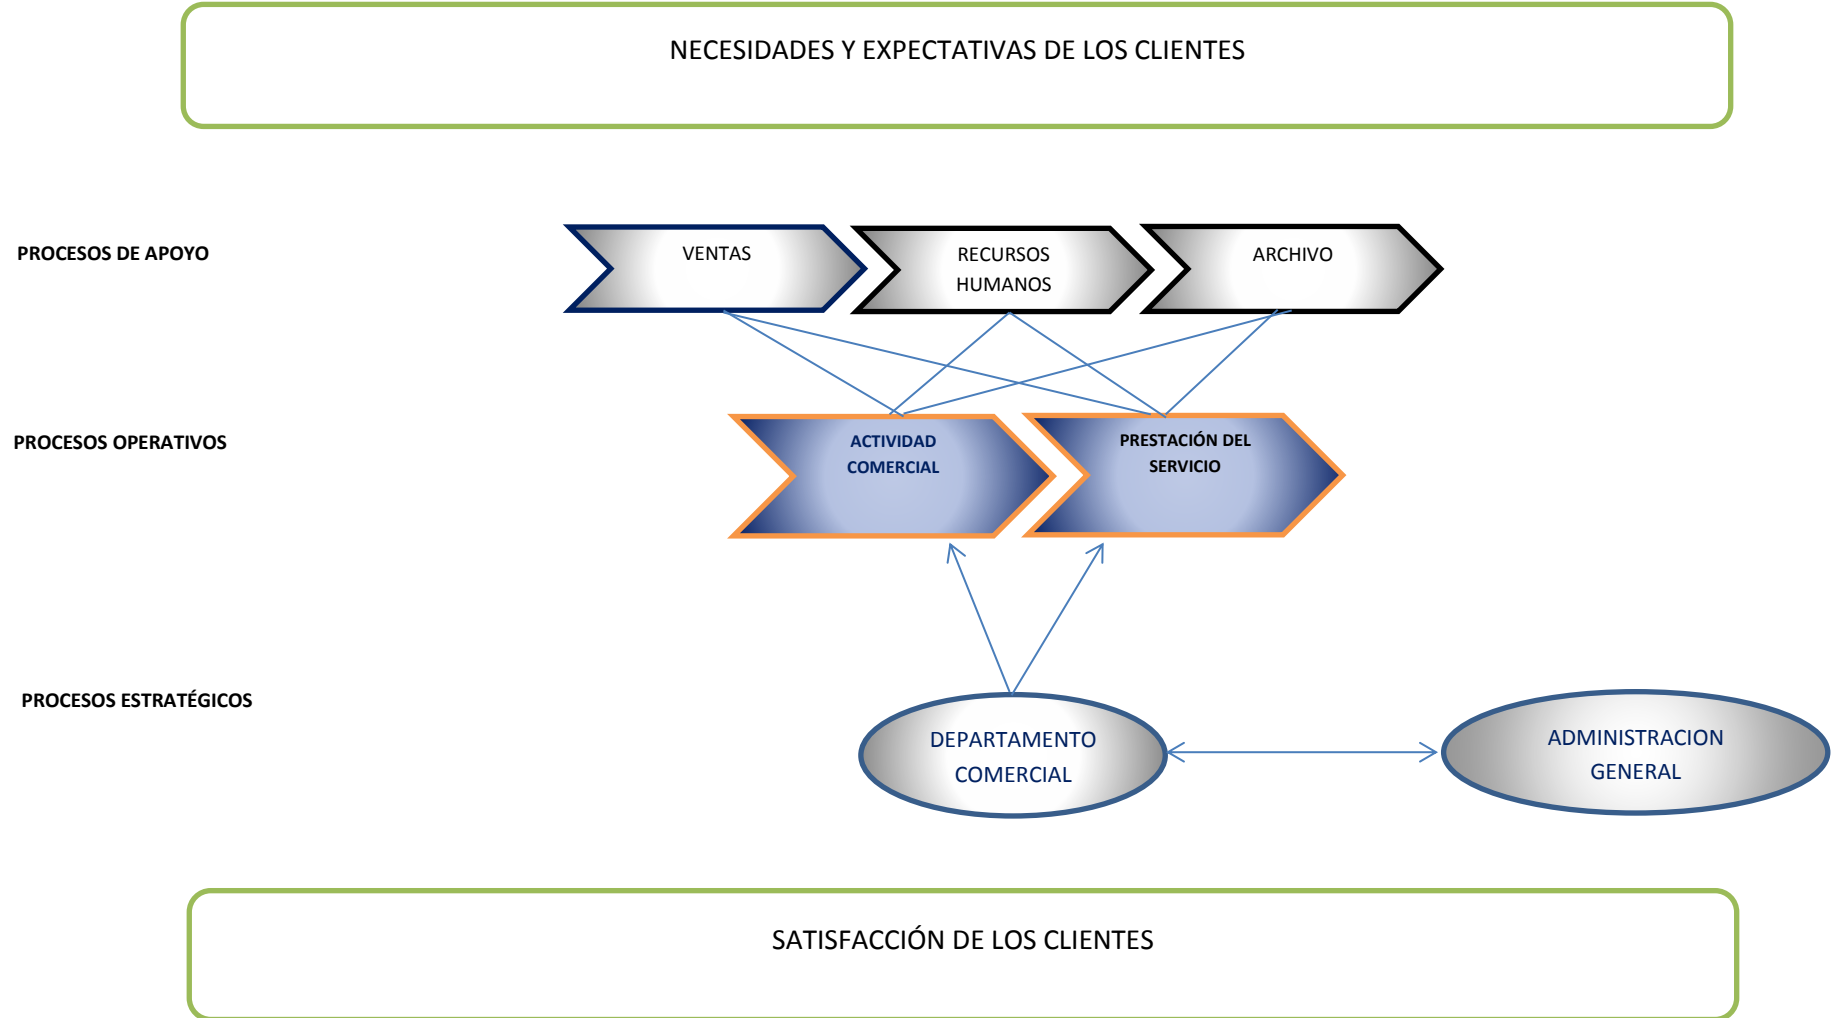 NECESIDADES Y EXPECTATIVAS DE LOS CLIENTES
PROCESOS DE APOYO
VENTAS
RECURSOS
HUMANOS
ARCHIVO
PROCESOS OPERATIVOS
ACTIVIDAD
COMERCIAL
PRESTACIÓN DEL
SERVICIO
PROCESOS ESTRATÉGICOS
DEPARTAMENTO
COMERCIAL
ADMINISTRACION
GENERAL
SATISFACCIÓN DE LOS CLIENTES